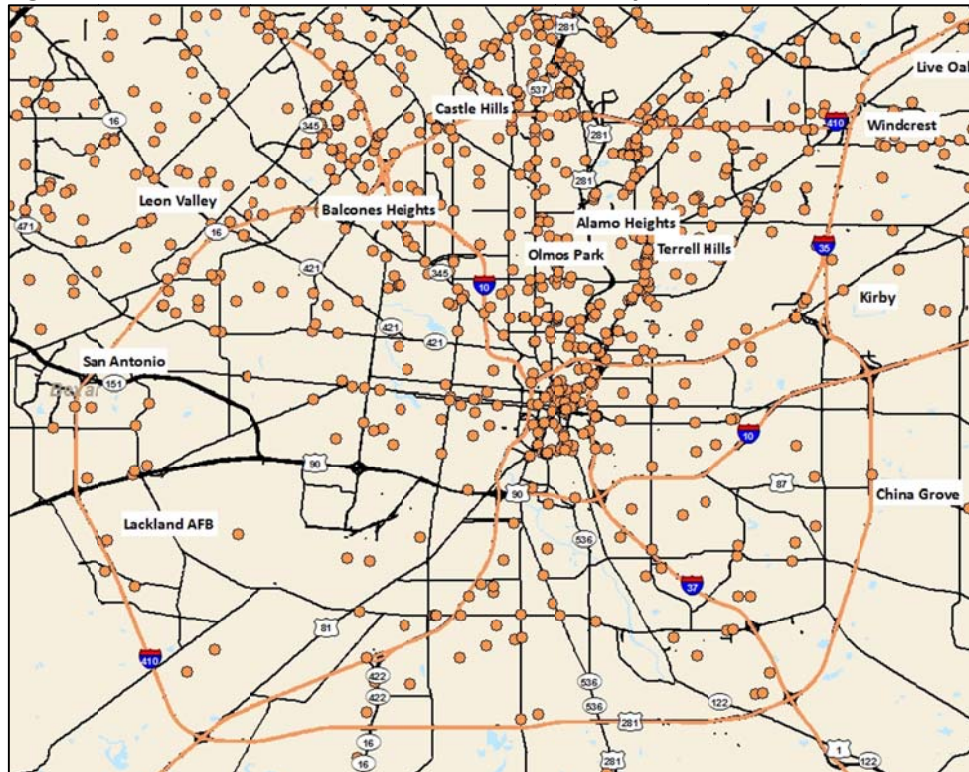 281
Live Oak
16
345
537
Castle Hills
281
410
Windcrest
281
Leon Valley
16
471
Balcones Heights
Alamo Heights
Olmos Park
Terrell Hills
35
421
345
10
Kirby
421
421
San Antonio
151
10
90
90
87
China Grove
Lackland AFB
536
37
81
410
422
422
536
536
122
281
16
16
281
1
122